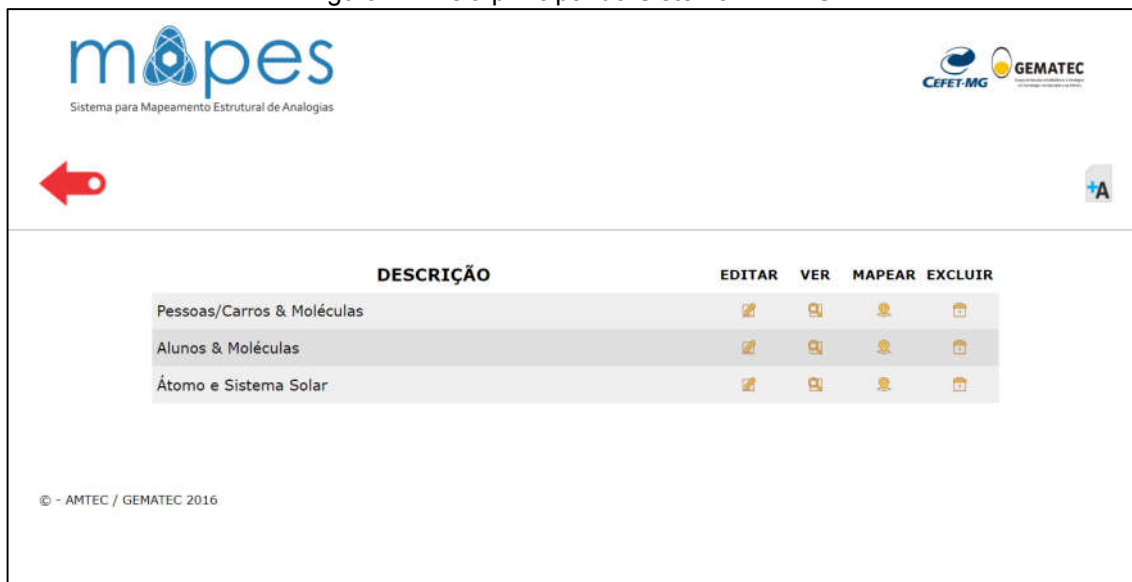 mapes
Sistema para Mapeamento Estrutural de Analogias
CEFET-MG
GEMATEC
+A
DESCRIÇÃO EDITAR VER MAPEAR EXCLUIR
Pessoas/Carros & Moléculas
Alunos & Moléculas
Átomo e Sistema Solar
© - AMTEC / GEMATEC 2016